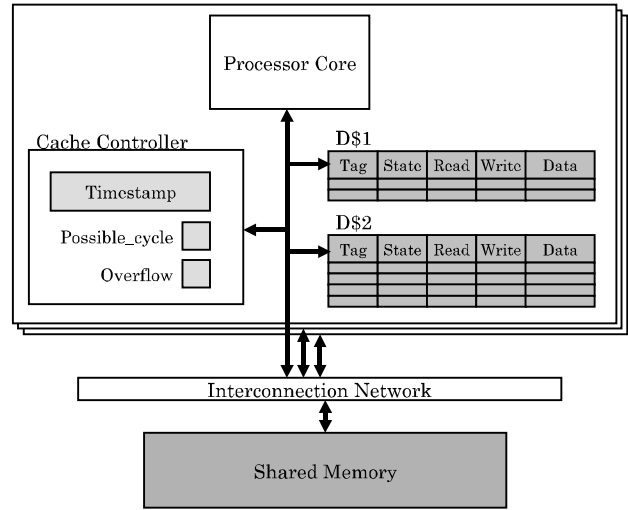 Processor Core
Cache Controller
Timestamp
Possible_cycle
Overflow
D$1
Tag State Read Write Data
D$2
Tag State Read Write Data
Interconnection Network
Shared Memory